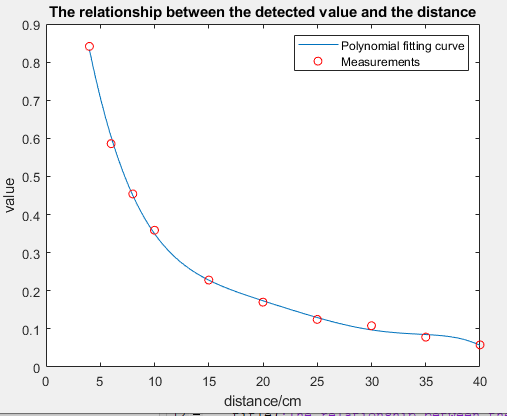 The relationship between the detected value and the distance
0.9
Polynomial fitting curve
Measurements
0.8
0.7
0.6
0.5
value
0.4
0.3
0.2
0.1
0
0 5 10 15 20 25 30 35 40
distance/cm